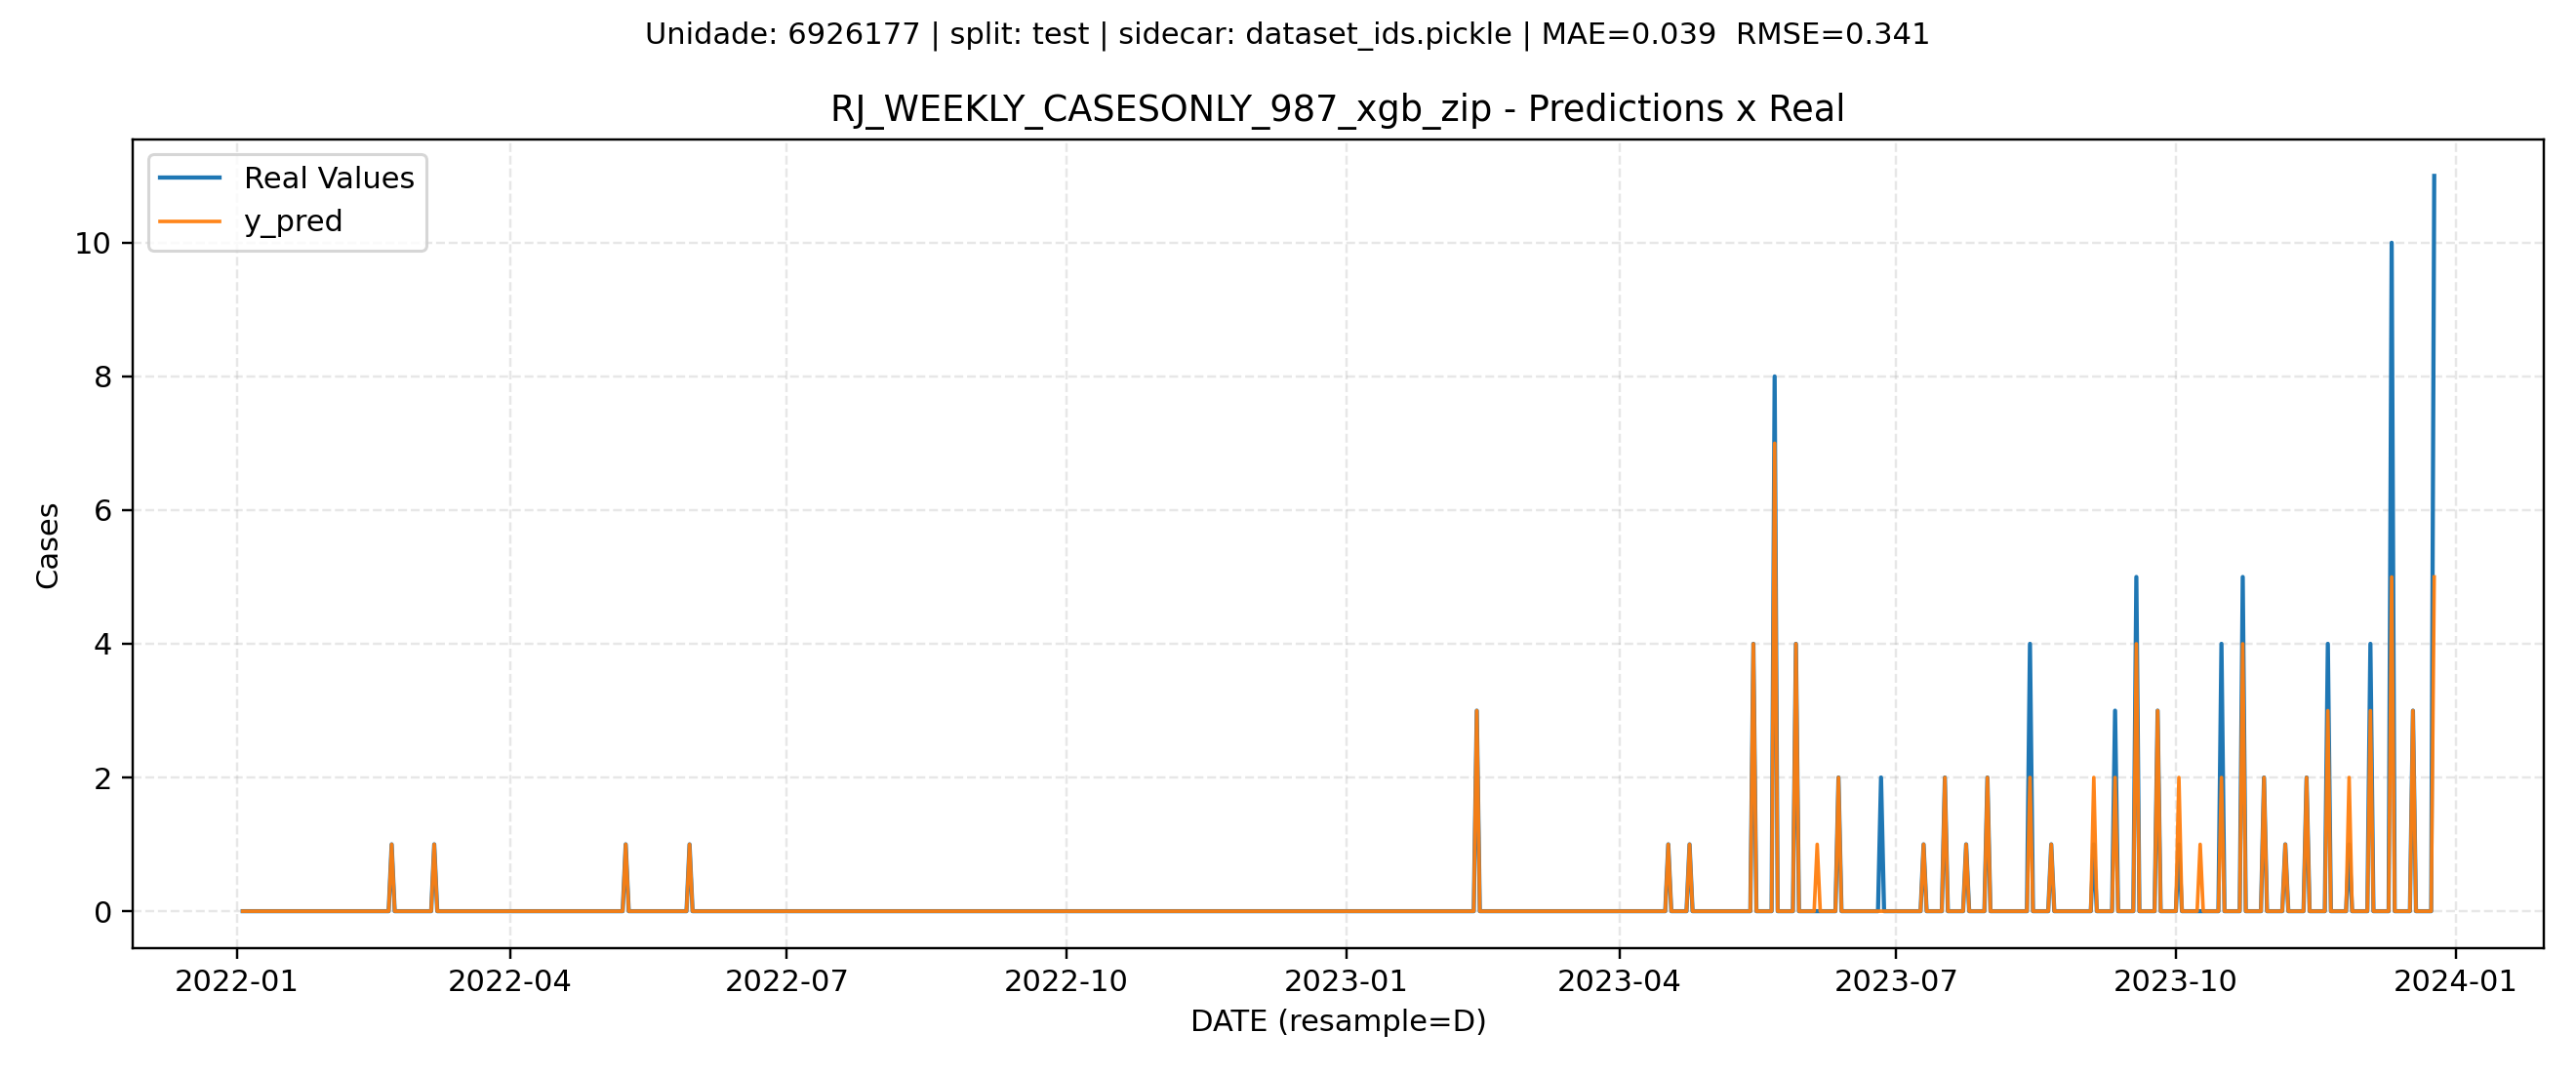 Unidade: 6926177 | split: test | sidecar: dataset_ids.pickle | MAE=0.039  RMSE=0.341
RJ_WEEKLY_CASESONLY_987_xgb_zip - Predictions x Real
Real Values
y_pred
10
8
6
4
2
0
Cases
2022-01
2022-04
2022-07
2022-10
2023-01
2023-04
2023-07
2023-10
2024-01
DATE (resample=D)